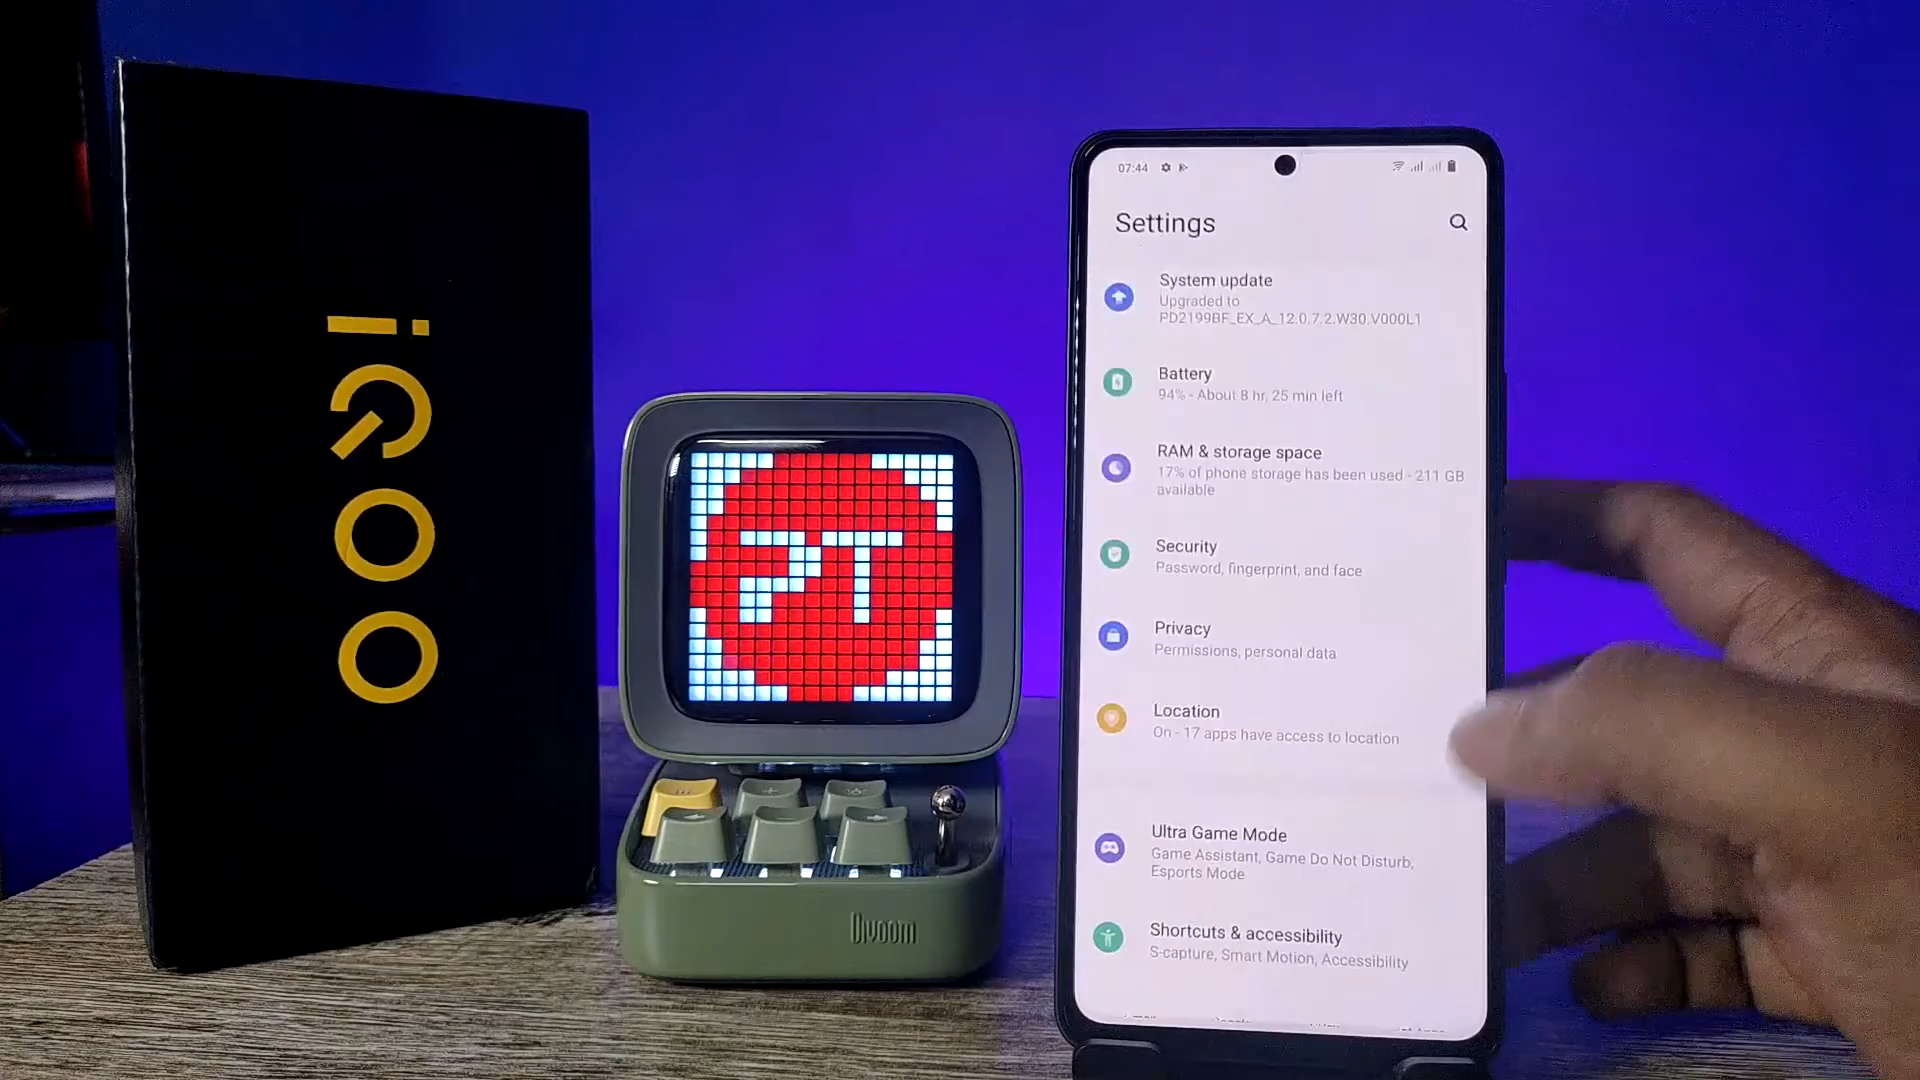 iQOO
PT
Divoom
07:44
Settings
System update
Upgraded to
PD2199BF_EX_A_12.0.7.2.W30.V000L1
Battery
94% - About 8 hr, 25 min left
RAM & storage space
17% of phone storage has been used - 211 GB
available
Security
Password, fingerprint, and face
Privacy
Permissions, personal data
Location
On - 17 apps have access to location
Ultra Game Mode
Game Assistant, Game Do Not Disturb,
Esports Mode
Shortcuts & accessibility
S-capture, Smart Motion, Accessibility